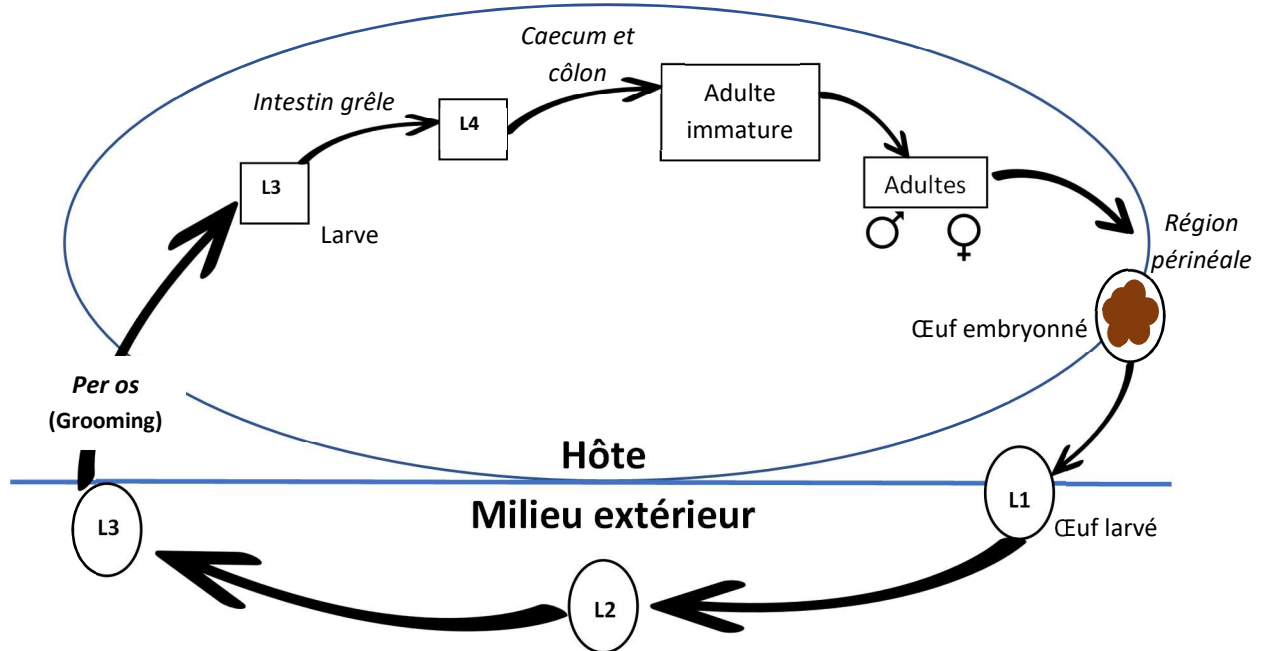 Caecum et
côlon
Intestin grêle
L4
Adulte
immature
L3
Larve
Adultes
Région
périnéale
Œuf embryonné
Per os
(Grooming)
Hôte
Milieu extérieur
L1
Œuf larvé
L3
L2